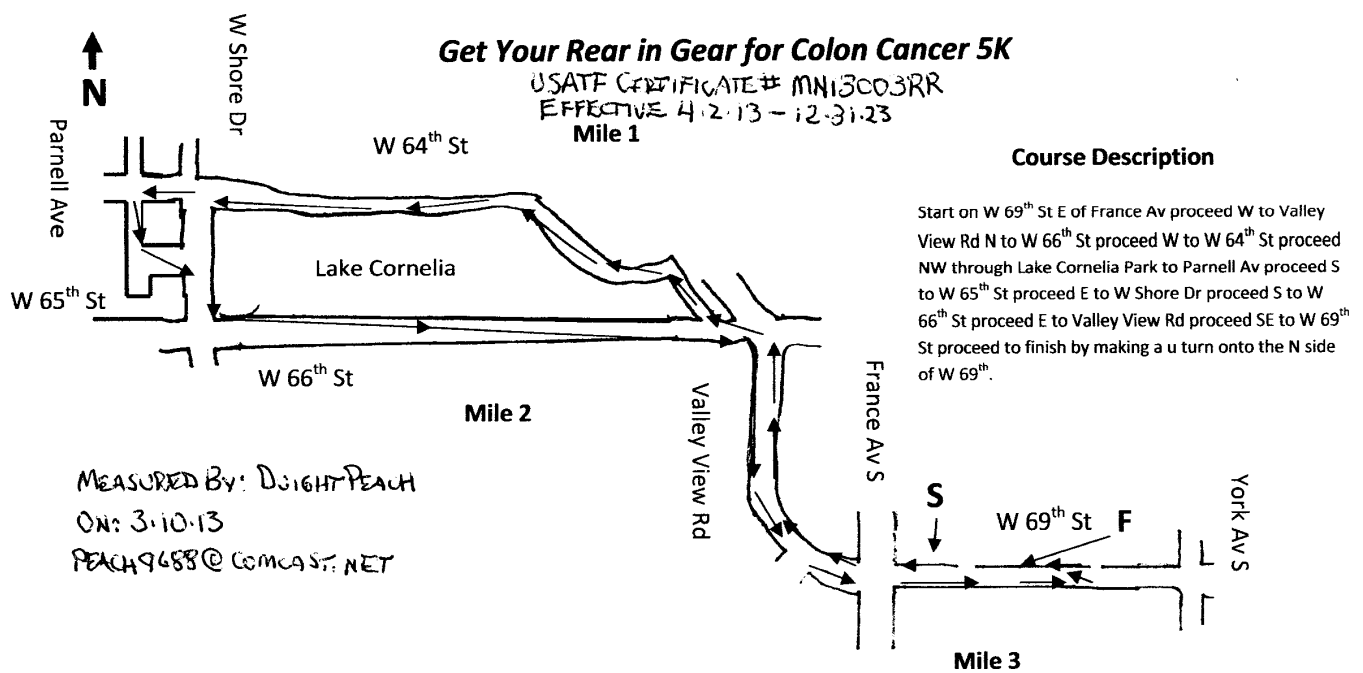 Get Your Rear in Gear for Colon Cancer 5K
USATF CERTIFICATE# MN13003RR
EFFECTIVE 4.2.13 - 12.31.23
N
W Shore Dr
Parnell Ave
W 64th St
Mile 1
Course Description
Start on W 69th St E of France Av proceed W to Valley
View Rd N to W 66th St proceed W to W 64th St proceed
NW through Lake Cornelia Park to Parnell Av proceed S
to W 65th St proceed E to W Shore Dr proceed S to W
66th St proceed E to Valley View Rd proceed SE to W 69th
St proceed to finish by making a u turn onto the N side
of W 69th.
Lake Cornelia
W 65th St
W 66th St
Mile 2
Valley View Rd
France Av S
MEASURED BY: DWIGHT PEACH
ON: 3.10.13
PEACH9688@COMCAST.NET
S
W 69th St
F
York Av S
Mile 3